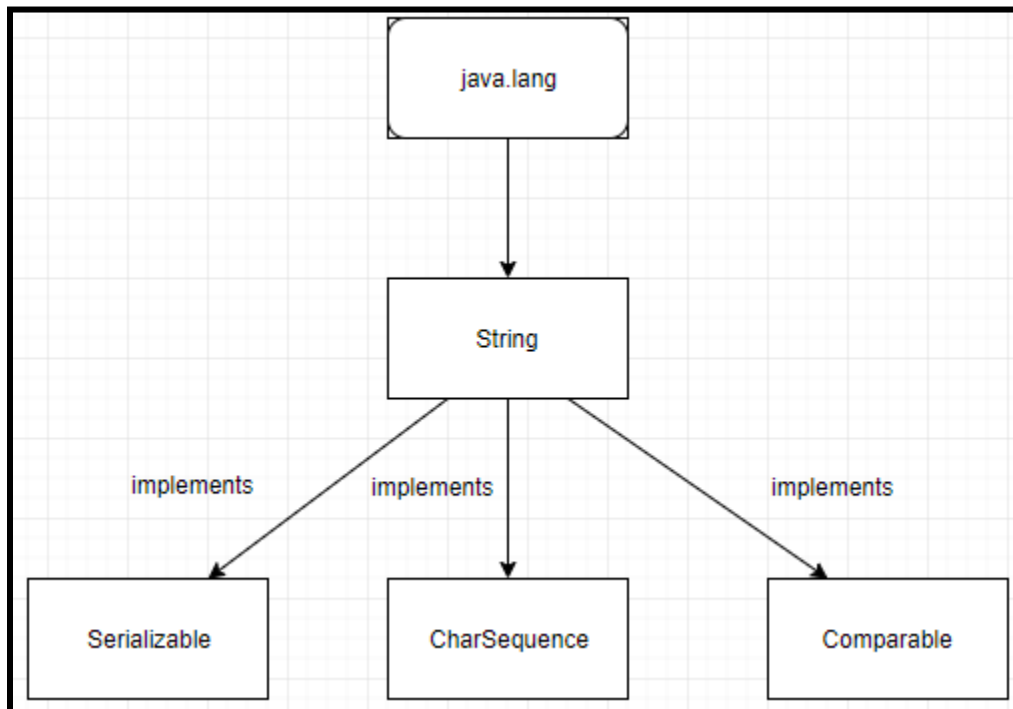 java.lang
String
implements
implements
implements
Serializable
CharSequence
Comparable